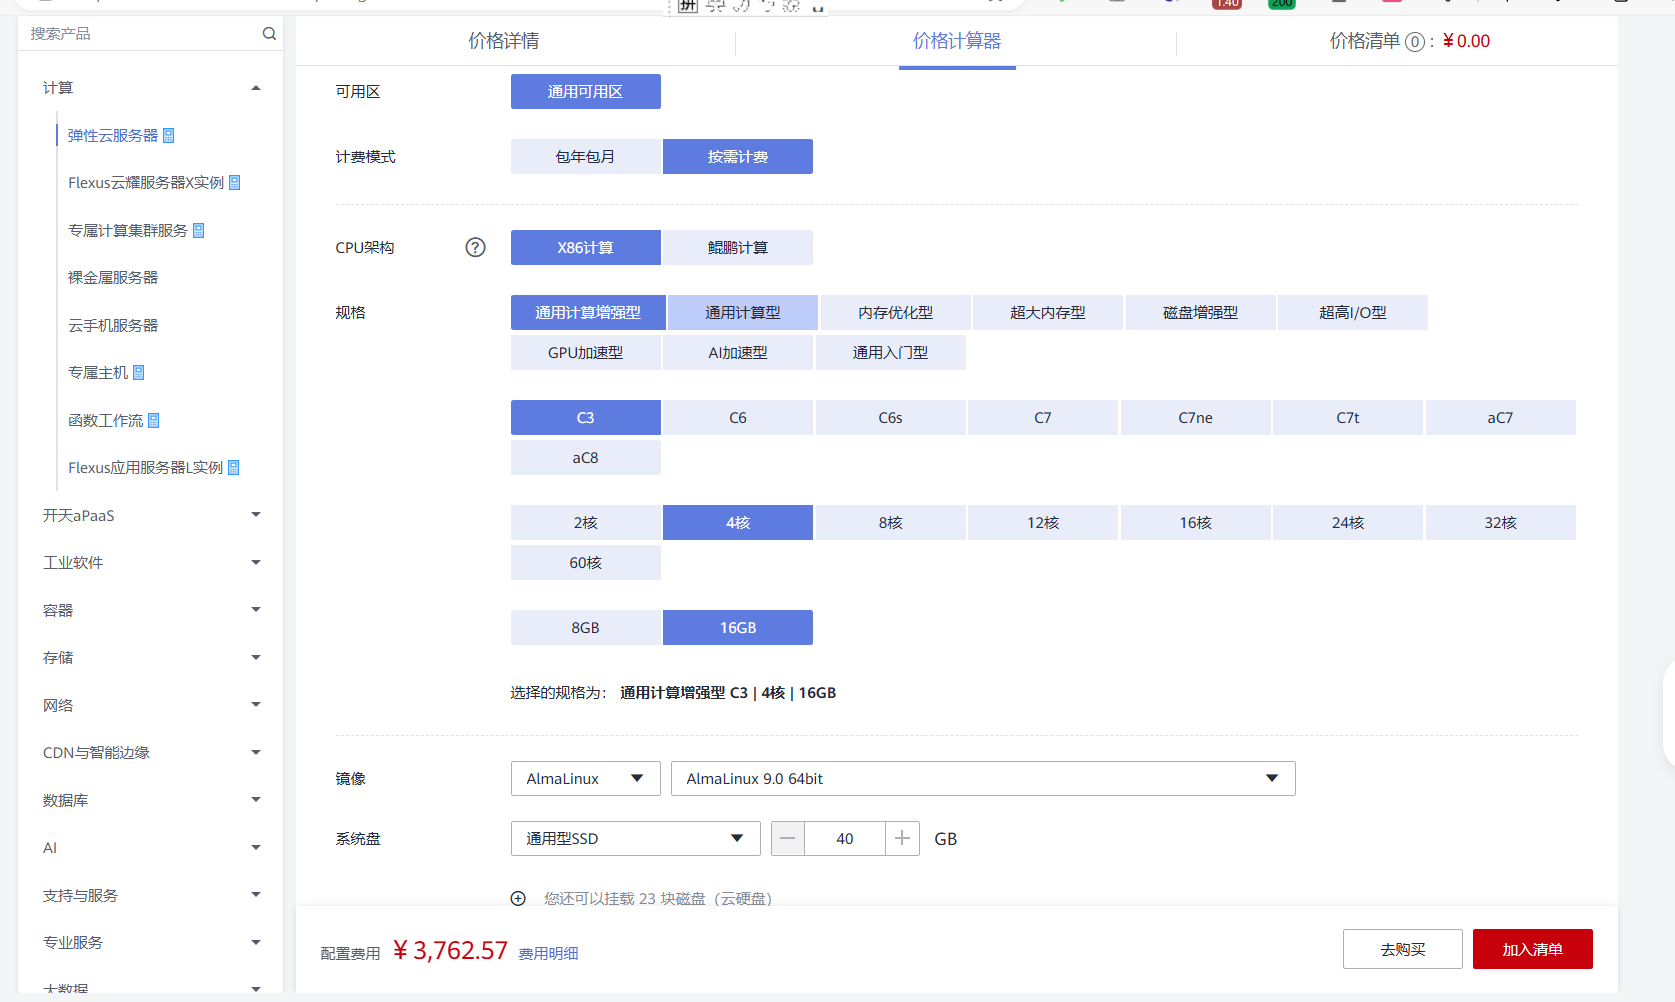 搜索产品
计算
弹性云服务器
Flexus云耀服务器X实例
专属计算集群服务
裸金属服务器
云手机服务器
专属主机
函数工作流
Flexus应用服务器L实例
开天aPaaS
工业软件
容器
存储
网络
CDN与智能边缘
数据库
AI
支持与服务
专业服务
大数据
拼
1.40
200
价格详情
价格计算器
价格清单 0 : ¥0.00
可用区
通用可用区
计费模式
包年包月 按需计费
CPU架构 ?
X86计算 鲲鹏计算
规格
通用计算增强型 通用计算型 内存优化型 超大内存型 磁盘增强型 超高I/O型
GPU加速型 AI加速型 通用入门型
C3 C6 C6s C7 C7ne C7t aC7
aC8
2核 4核 8核 12核 16核 24核 32核
60核
8GB 16GB
选择的规格为： 通用计算增强型 C3 | 4核 | 16GB
镜像
AlmaLinux AlmaLinux 9.0 64bit
系统盘
通用型SSD 40 GB
您还可以挂载 23 块磁盘（云硬盘）
配置费用 ¥3,762.57 费用明细
去购买 加入清单